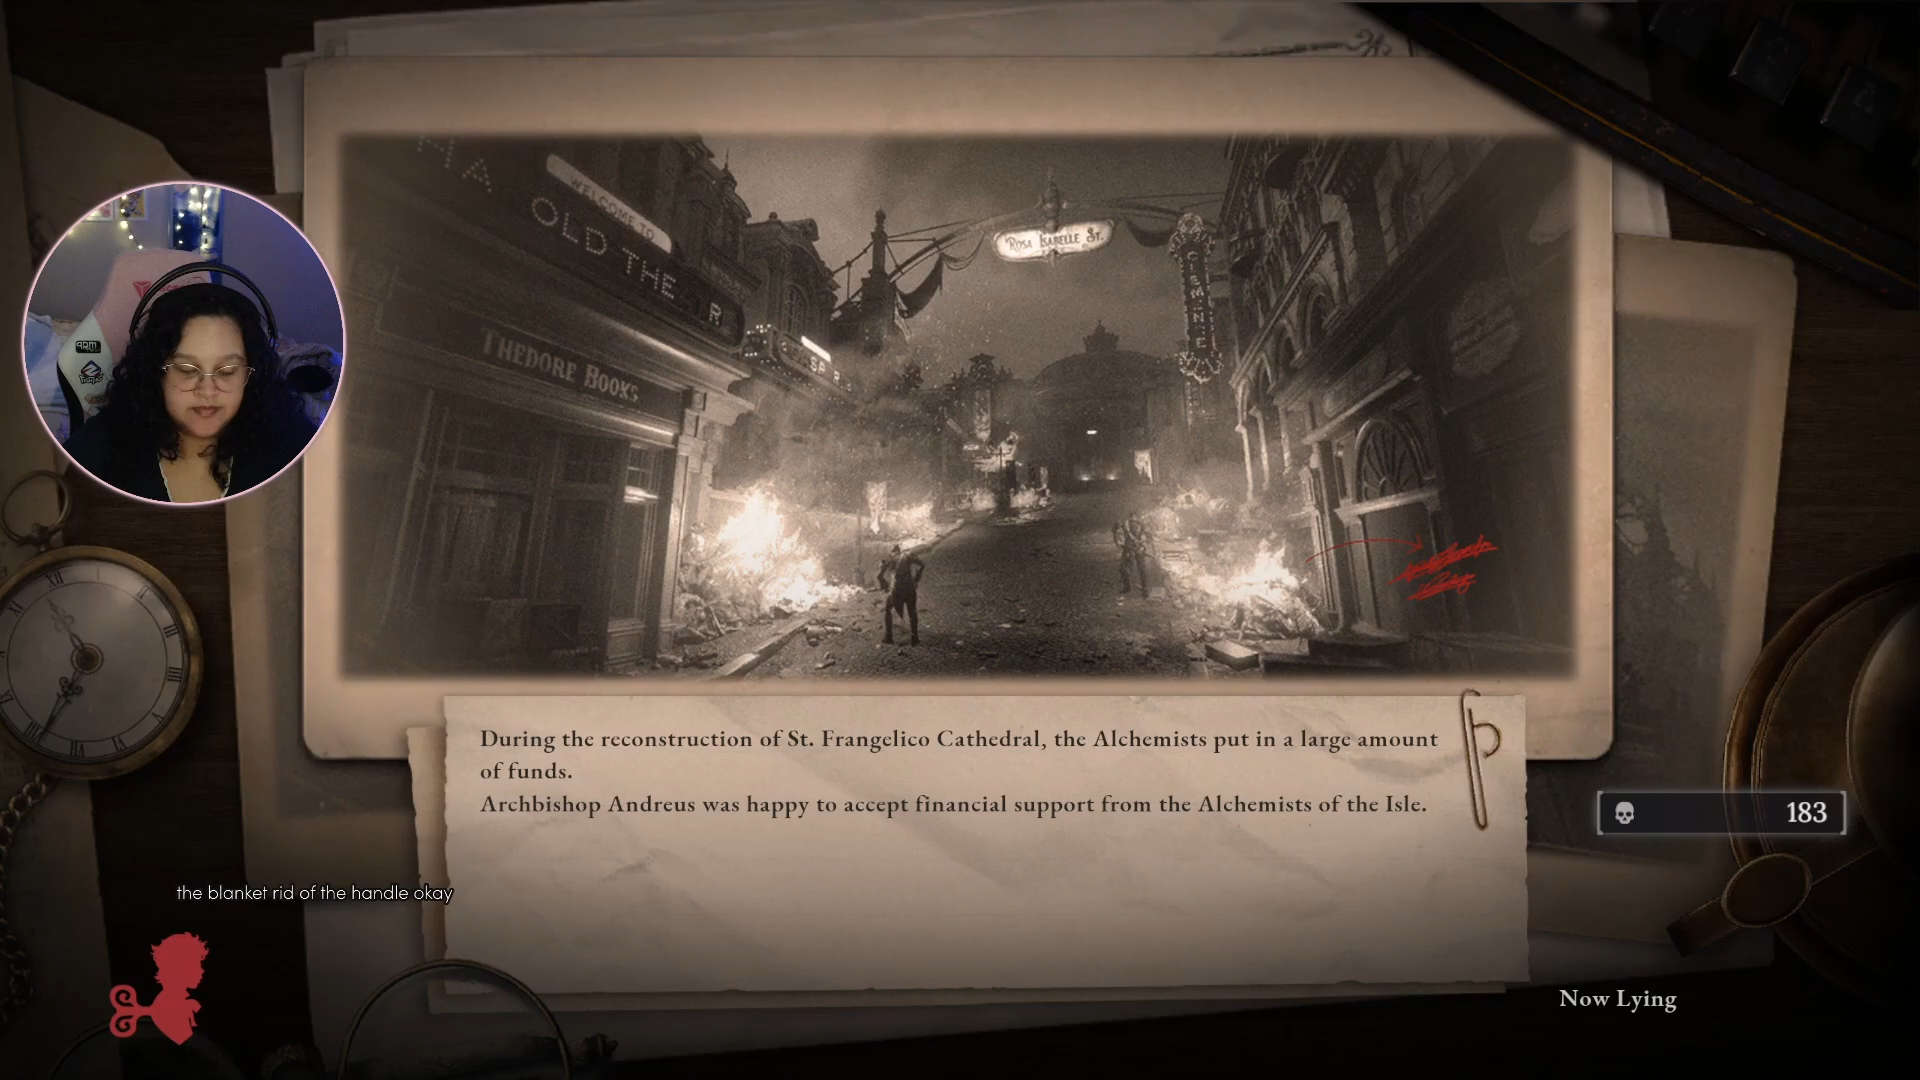 WELCOME TO
OLD THE R
ROSA ISABELLE ST.
THEDORE BOOKS
During the reconstruction of St. Frangelico Cathedral, the Alchemists put in a large amount
of funds.
Archbishop Andreus was happy to accept financial support from the Alchemists of the Isle.
183
the blanket rid of the handle okay
Now Lying